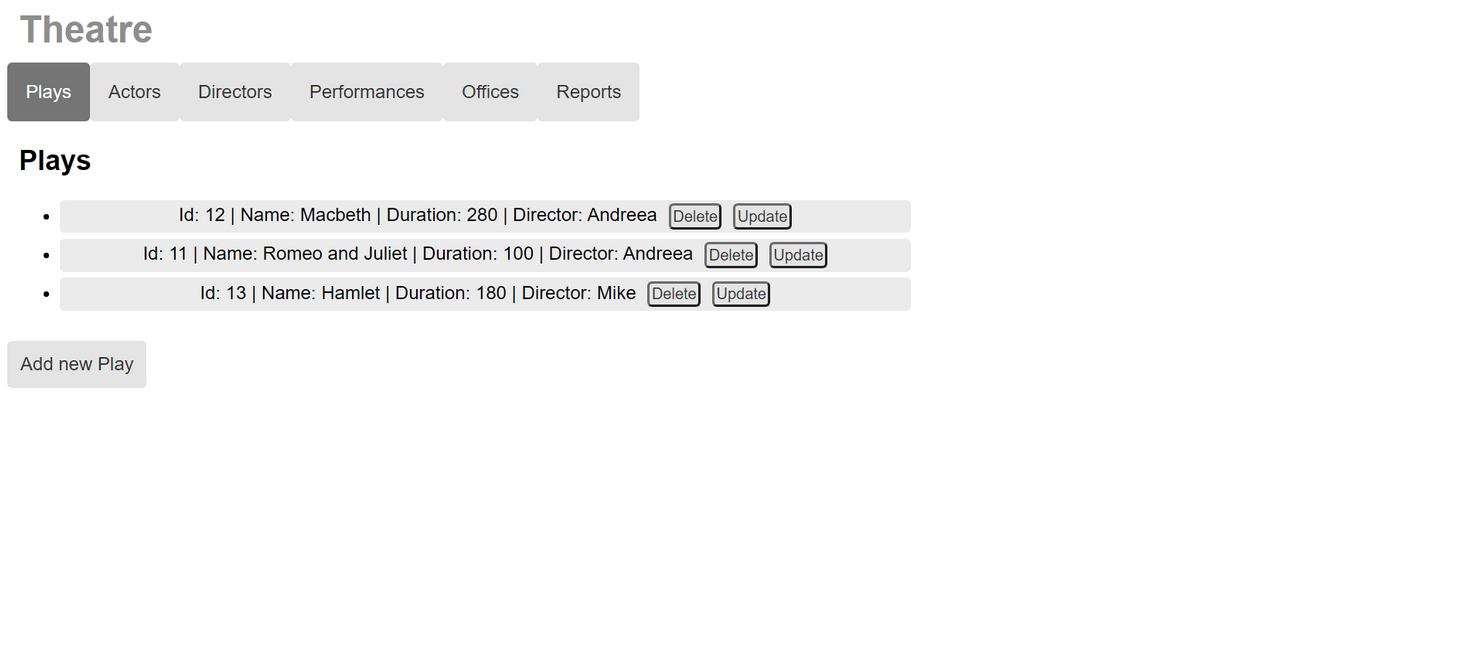 Theatre
Plays Actors Directors Performances Offices Reports
Plays
Id: 12 | Name: Macbeth | Duration: 280 | Director: Andreea Delete Update
Id: 11 | Name: Romeo and Juliet | Duration: 100 | Director: Andreea Delete Update
Id: 13 | Name: Hamlet | Duration: 180 | Director: Mike Delete Update
Add new Play